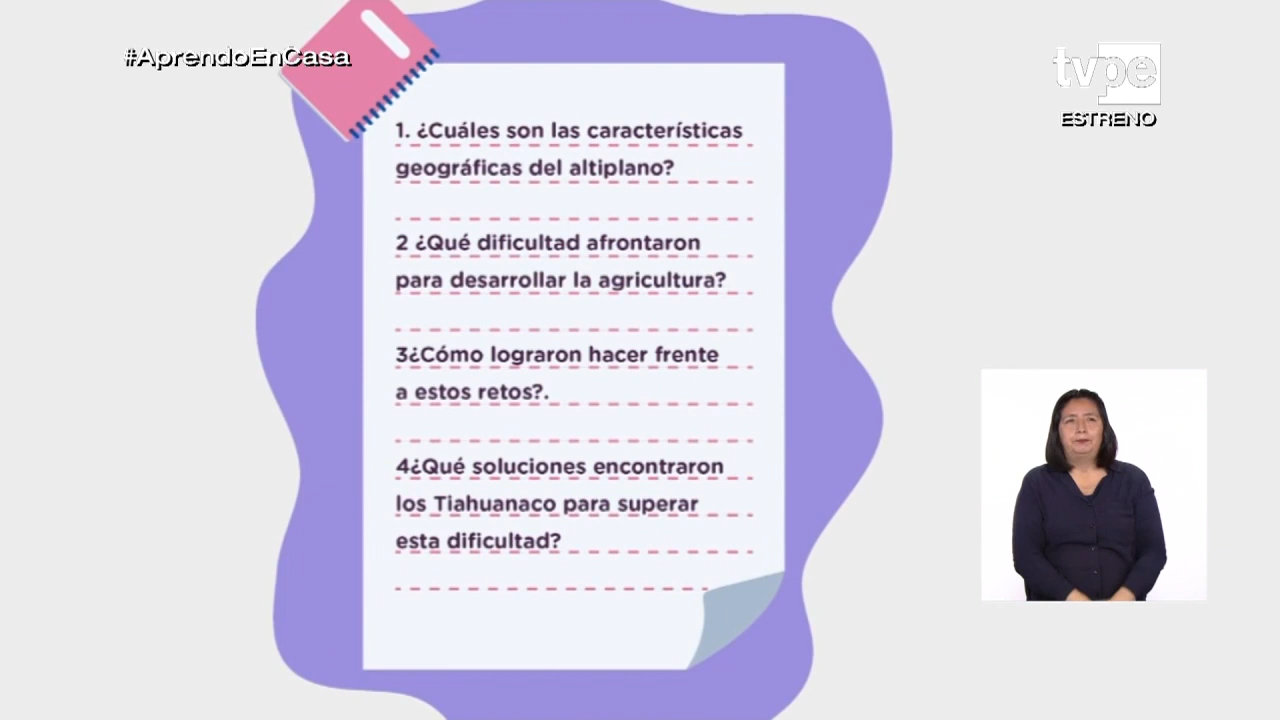 #AprendoEnCasa
tvpe
ESTRENO
1. ¿Cuáles son las características
geográficas del altiplano?
2 ¿Qué dificultad afrontaron
para desarrollar la agricultura?
3¿Cómo lograron hacer frente
a estos retos?.
4¿Qué soluciones encontraron
los Tiahuanaco para superar
esta dificultad?